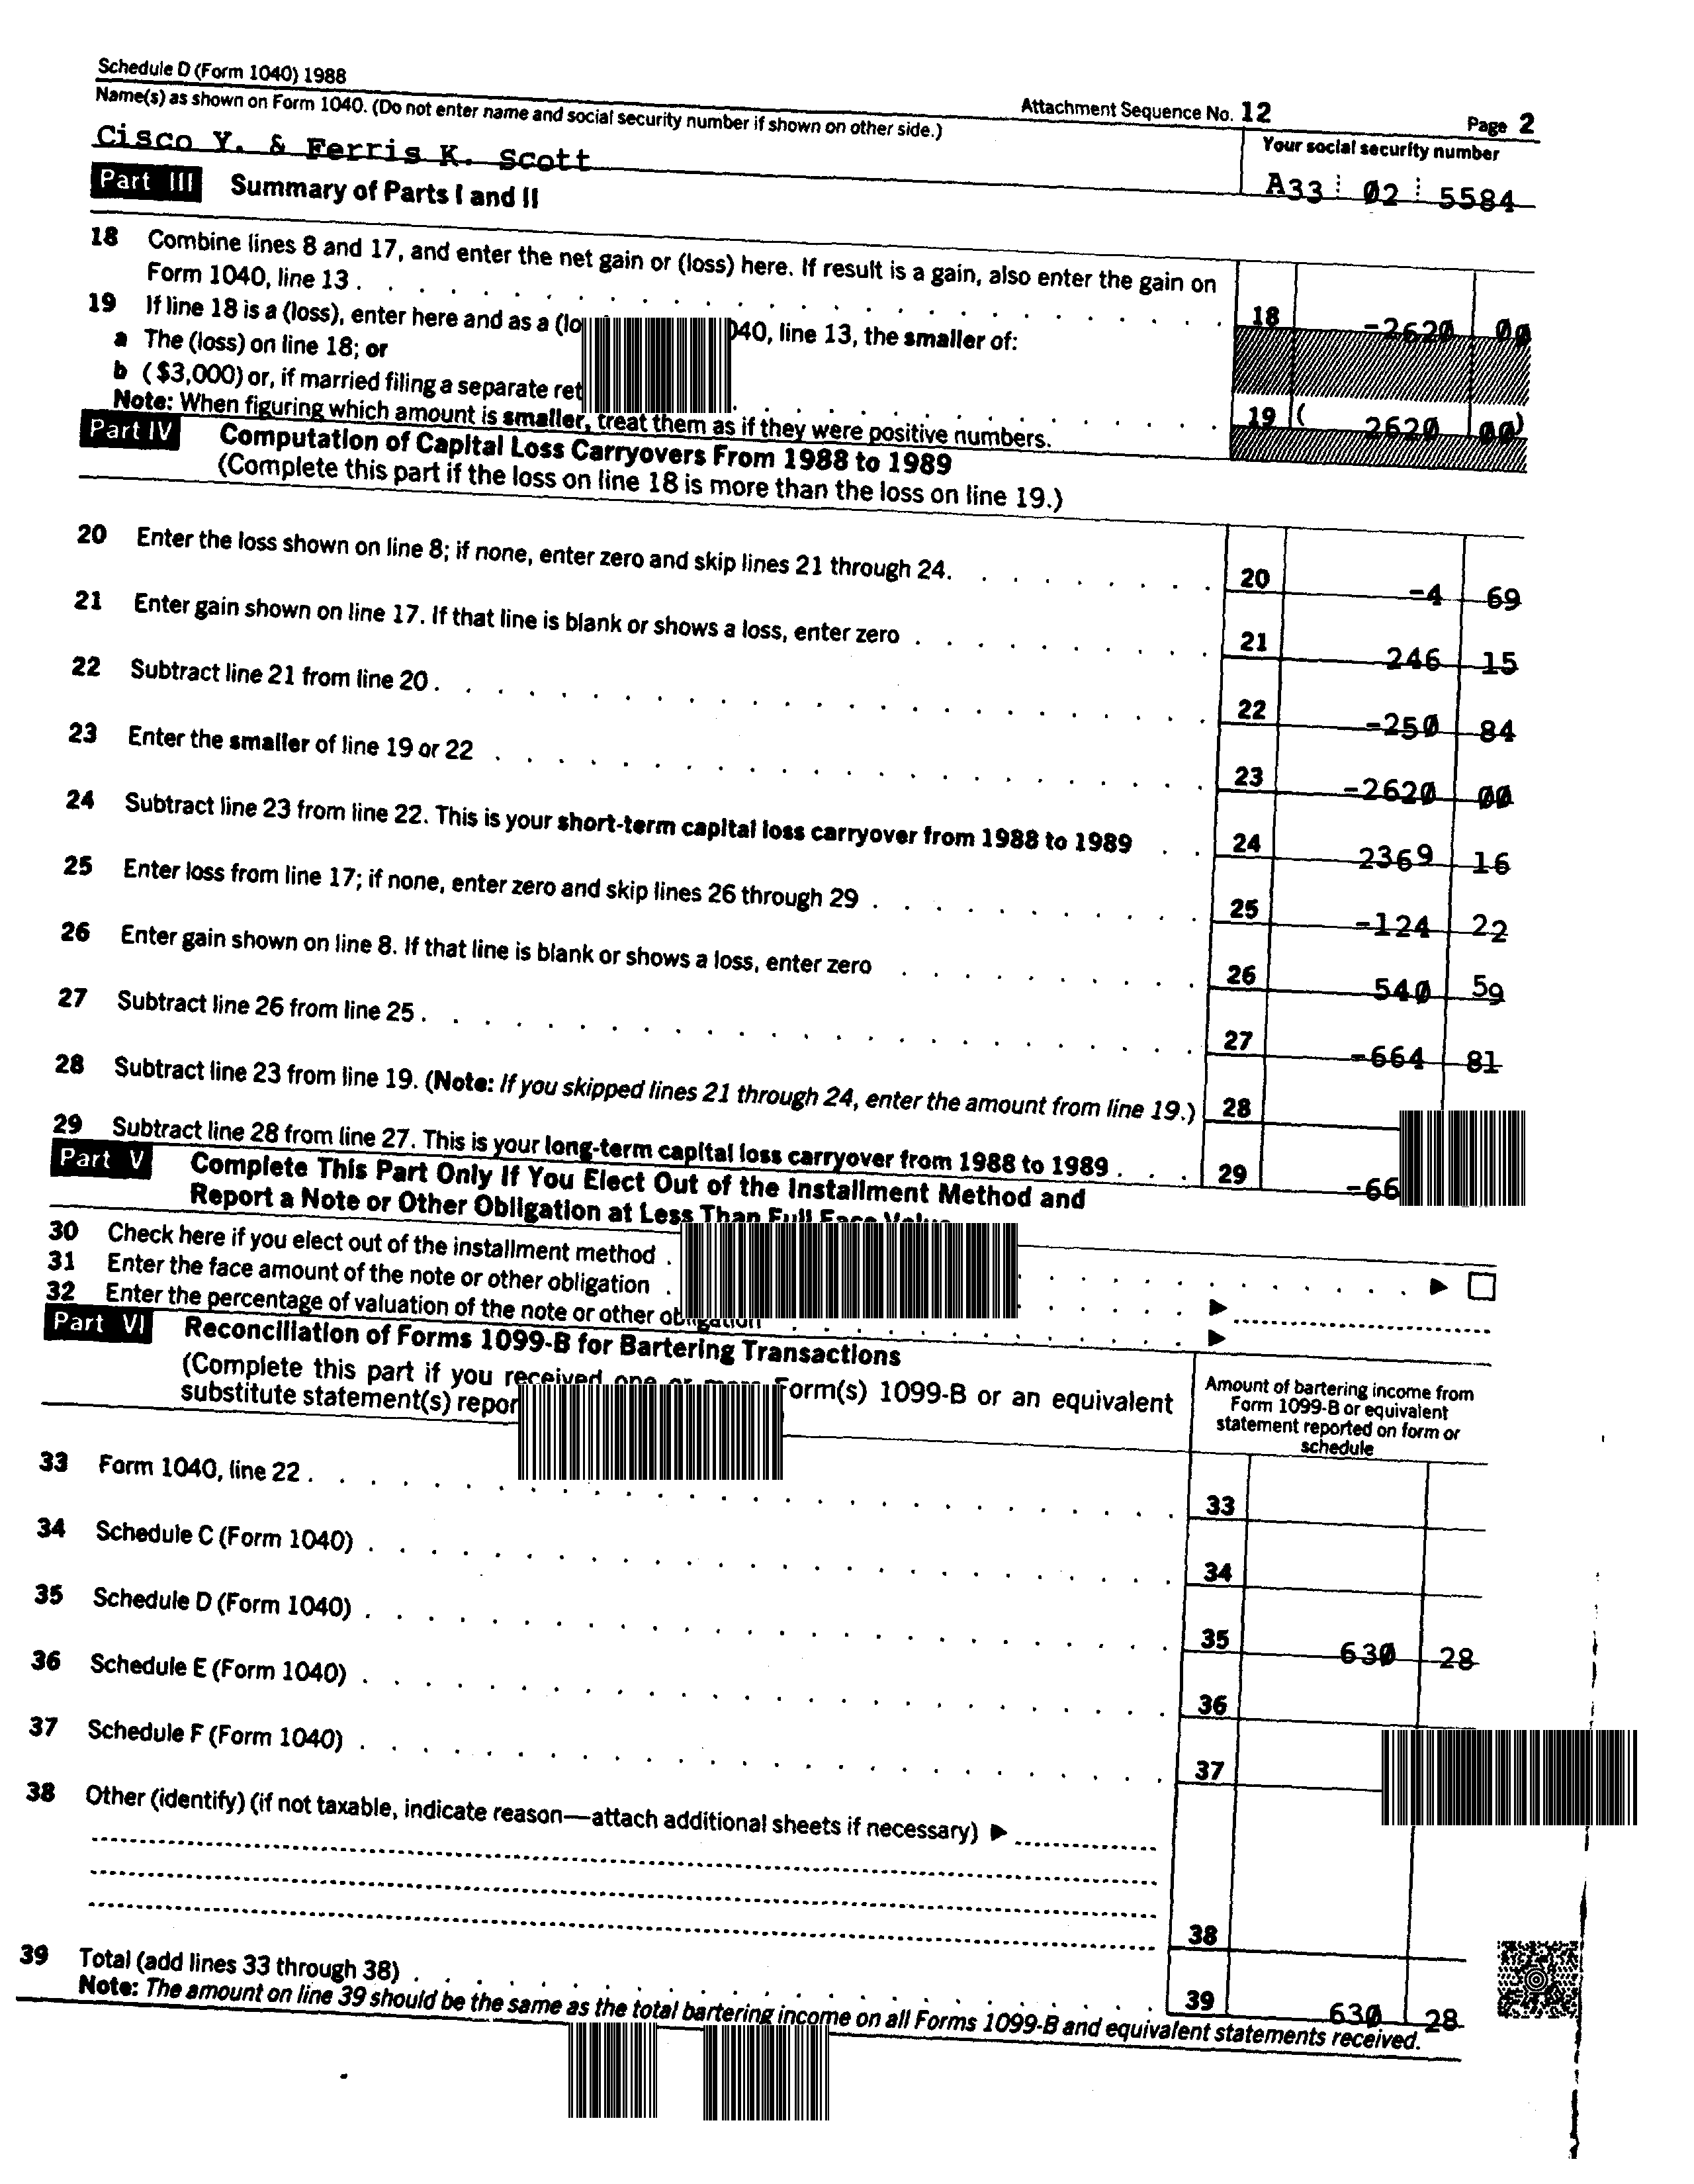 Schedule D (Form 1040) 1988
Attachment Sequence No. 12
Page 2
Name(s) as shown on Form 1040. (Do not enter name and social security number if shown on other side.)
Your social security number
Cisco Y. & Ferris K. Scott
A33 02 5584
Part III Summary of Parts I and II
18 Combine lines 8 and 17, and enter the net gain or (loss) here. If result is a gain, also enter the gain on
Form 1040, line 13 . . . . 18 -2620 00
19 If line 18 is a (loss), enter here and as a 040, line 13, the smaller of:
a The (loss) on line 18; or
b ($3,000) or, if married filing a separate
19 ( 2620 00)
Note: When figuring which amount is smaller, treat them as if they were positive numbers.
Part IV Computation of Capital Loss Carryovers From 1988 to 1989
(Complete this part if the loss on line 18 is more than the loss on line 19.)
20 Enter the loss shown on line 8; if none, enter zero and skip lines 21 through 24. . . . 20 -4 69
21 Enter gain shown on line 17. If that line is blank or shows a loss, enter zero . . . 21 246 15
22 Subtract line 21 from line 20 . . . 22 -250 84
23 Enter the smaller of line 19 or 22 . . . 23 -2620 00
24 Subtract line 23 from line 22. This is your short-term capital loss carryover from 1988 to 1989 . . 24 2369 16
25 Enter loss from line 17; if none, enter zero and skip lines 26 through 29 . . . 25 -124 22
26 Enter gain shown on line 8. If that line is blank or shows a loss, enter zero . . . 26 540 59
27 Subtract line 26 from line 25 . . . 27 -664 81
28 Subtract line 23 from line 19. (Note: If you skipped lines 21 through 24, enter the amount from line 19.) 28
29 Subtract line 28 from line 27. This is your long-term capital loss carryover from 1988 to 1989 . . . 29 -66
Part V Complete This Part Only If You Elect Out of the Installment Method and
Report a Note or Other Obligation at Less Than Full Face Value
30 Check here if you elect out of the installment method
31 Enter the face amount of the note or other obligation
32 Enter the percentage of valuation of the note or other obligation
Part VI Reconciliation of Forms 1099-B for Bartering Transactions
(Complete this part if you received one or more Form(s) 1099-B or an equivalent
substitute statement(s)
Amount of bartering income from
Form 1099-B or equivalent
statement reported on form or
schedule
33 Form 1040, line 22 . . . 33
34 Schedule C (Form 1040) . . . 34
35 Schedule D (Form 1040) . . . 35 630 28
36 Schedule E (Form 1040) . . . 36
37 Schedule F (Form 1040) . . . 37
38 Other (identify) (if not taxable, indicate reason—attach additional sheets if necessary)
38
39 Total (add lines 33 through 38) . . . 39 630 28
Note: The amount on line 39 should be the same as the total bartering income on all Forms 1099-B and equivalent statements received.